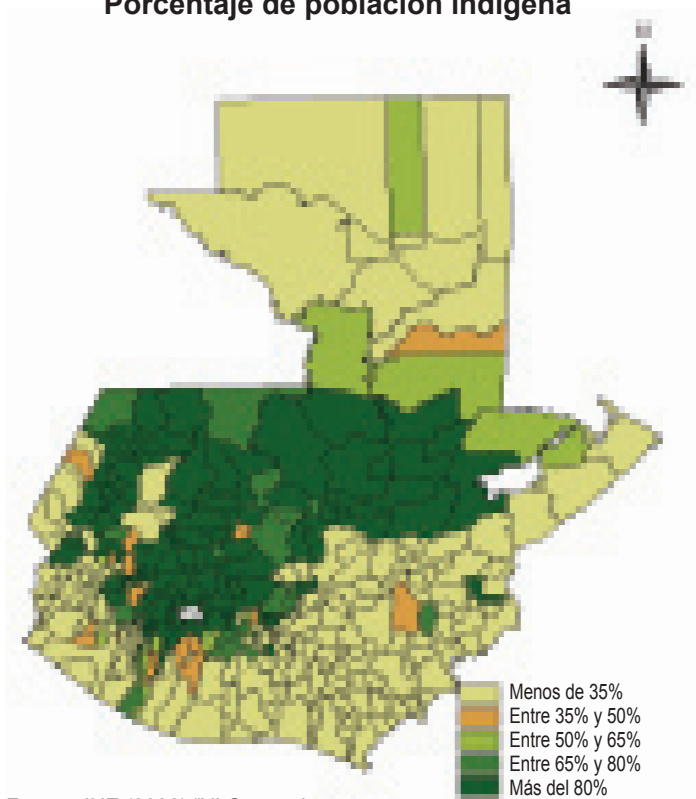 Porcentaje de población indígena
N
Menos de 35%
Entre 35% y 50%
Entre 50% y 65%
Entre 65% y 80%
Más del 80%